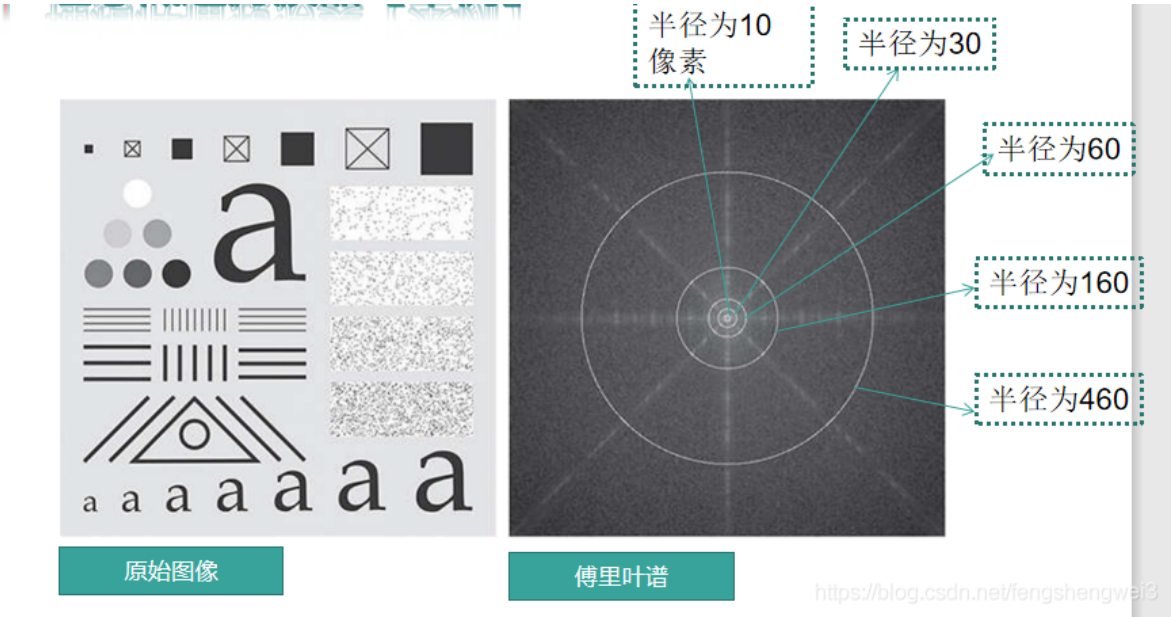 半径为10
像素
半径为30
半径为60
半径为160
半径为460
a
a a a a a a a
原始图像
傅里叶谱
https://blog.csdn.net/fengshengwei3